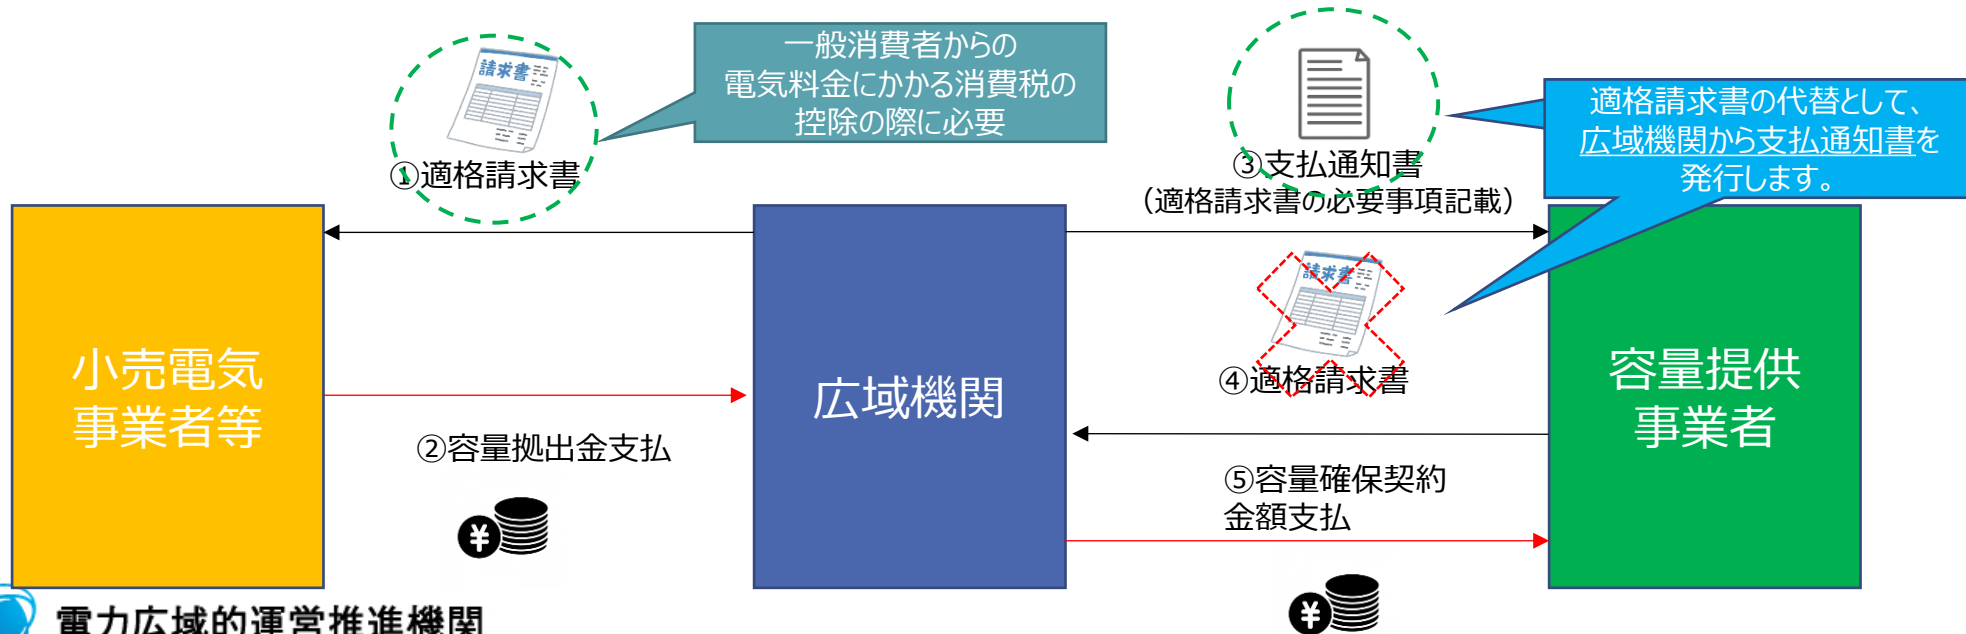 一般消費者からの
電気料金にかかる消費税の
控除の際に必要
請求書
①適格請求書
③支払通知書
(適格請求書の必要事項記載)
適格請求書の代替として、
広域機関から支払通知書を
発行します。
小売電気
事業者等
広域機関
容量提供
事業者
請求書
④適格請求書
②容量拠出金支払
¥
⑤容量確保契約
金額支払
¥
電力広域的運営推進機関